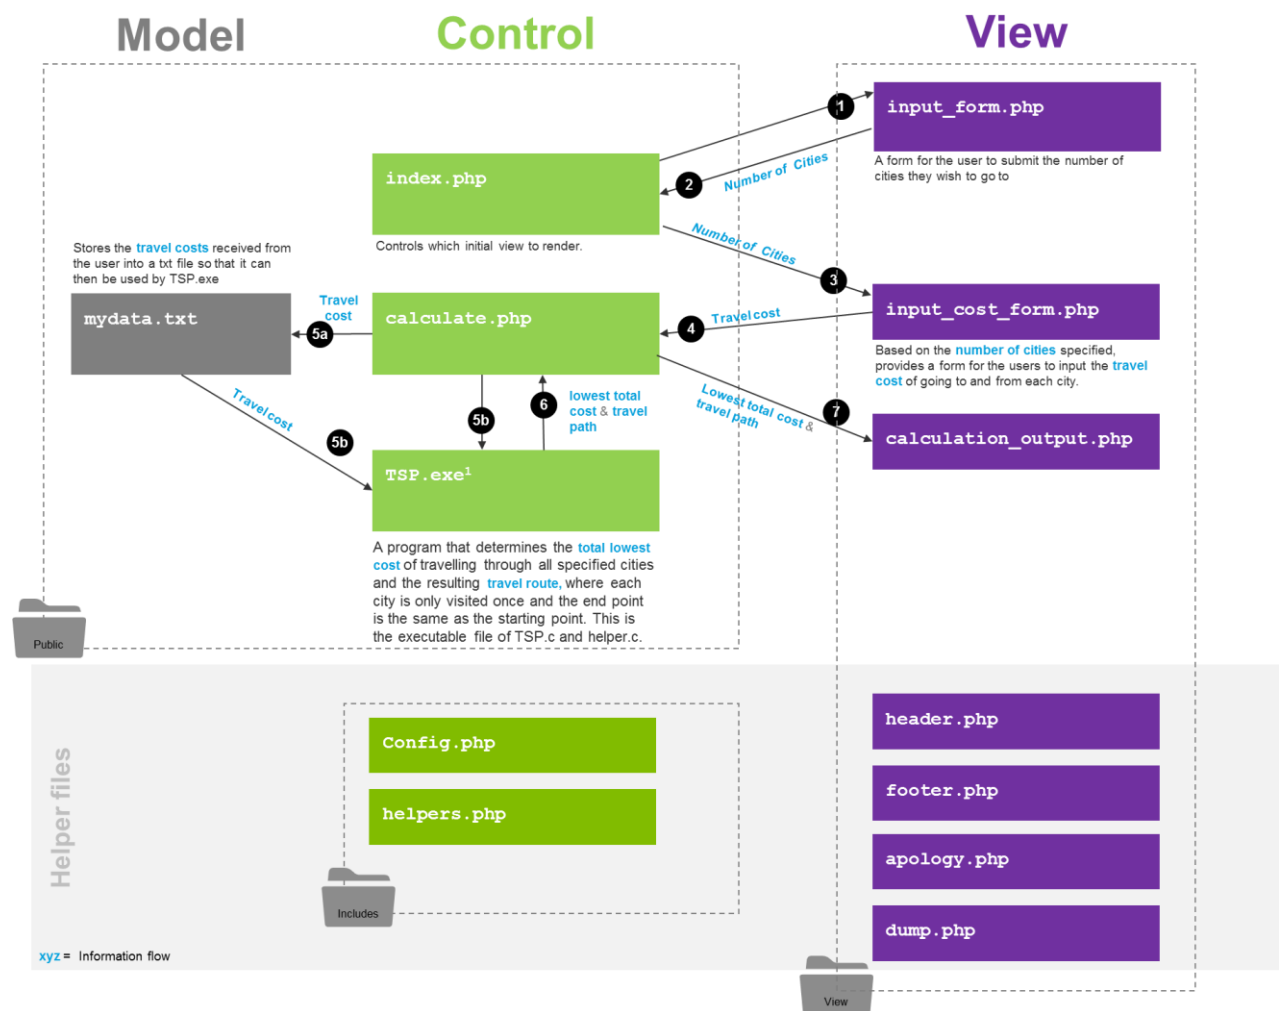 Model
Control
View
1
input_form.php
A form for the user to submit the number of
cities they wish to go to
2
Number of Cities
index.php
Controls which initial view to render.
Number of Cities
3
Stores the travel costs received from
the user into a txt file so that it can
then be used by TSP.exe
mydata.txt
Travel
cost
5a
calculate.php
4
Travel cost
input_cost_form.php
Based on the number of cities specified,
provides a form for the users to input the travel
cost of going to and from each city.
Travel cost
5b
5b
6
lowest total
cost & travel
path
Lowest total cost &
travel path
7
calculation_output.php
TSP.exe¹
A program that determines the total lowest
cost of travelling through all specified cities
and the resulting travel route, where each
city is only visited once and the end point
is the same as the starting point. This is
the executable file of TSP.c and helper.c.
Public
Helper files
Config.php
helpers.php
Includes
header.php
footer.php
apology.php
dump.php
View
xyz = Information flow